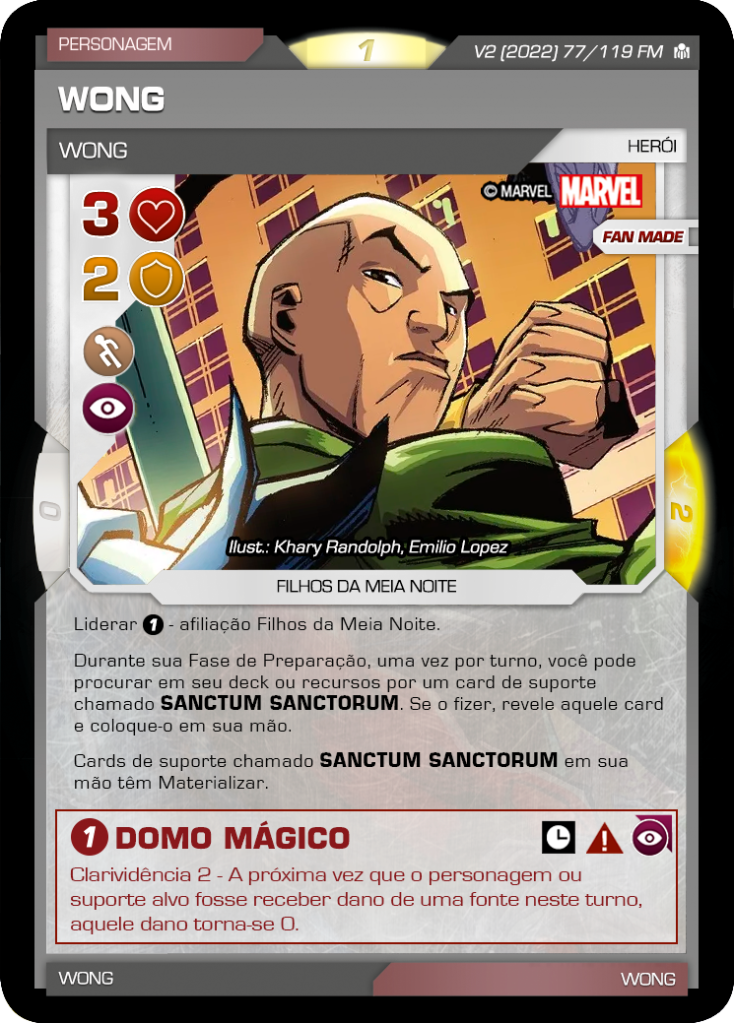 PERSONAGEM
1
V2 (2022) 77/119 FM
WONG
WONG
HERÓI
© MARVEL MARVEL
3
FAN MADE
2
0
2
Ilust.: Khary Randolph, Emilio Lopez
FILHOS DA MEIA NOITE
Liderar 1 - afiliação Filhos da Meia Noite.
Durante sua Fase de Preparação, uma vez por turno, você pode
procurar em seu deck ou recursos por um card de suporte
chamado SANCTUM SANCTORUM. Se o fizer, revele aquele card
e coloque-o em sua mão.
Cards de suporte chamado SANCTUM SANCTORUM em sua
mão têm Materializar.
1 DOMO MÁGICO
Clarividência 2 - A próxima vez que o personagem ou
suporte alvo fosse receber dano de uma fonte neste turno,
aquele dano torna-se 0.
WONG
WONG